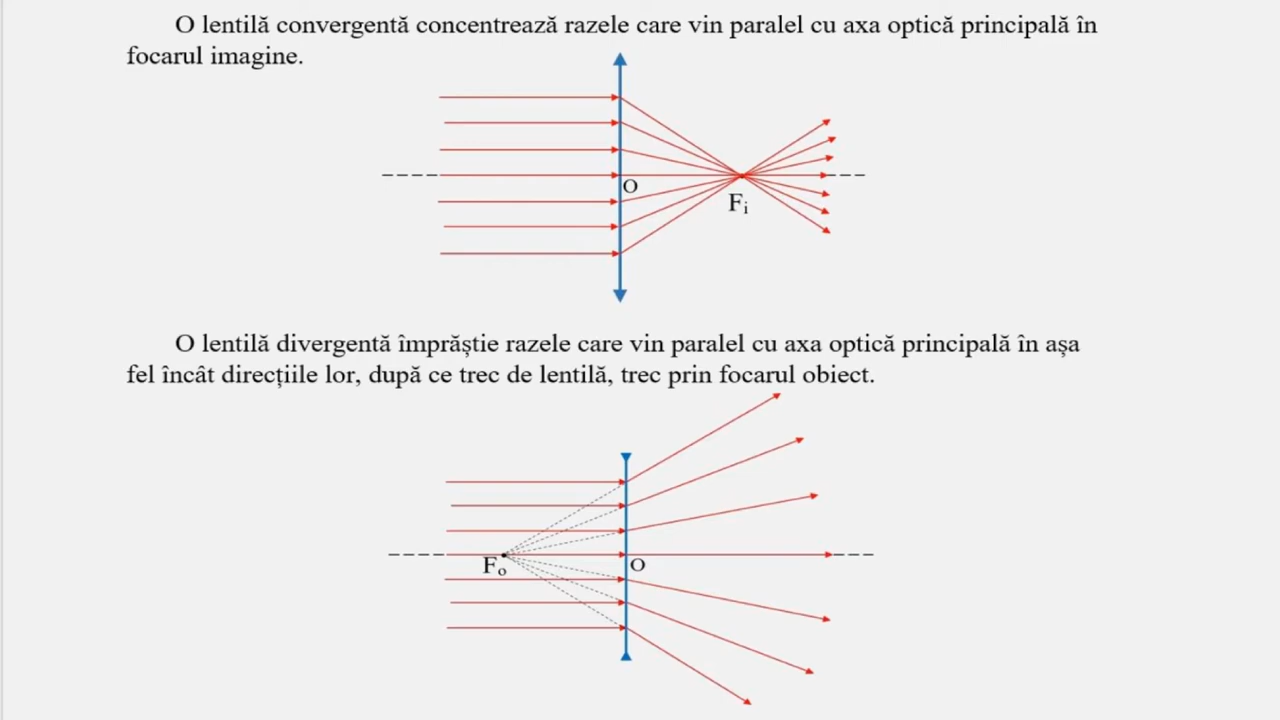 O lentilă convergentă concentrează razele care vin paralel cu axa optică principală în
focarul imagine.
O
Fi
O lentilă divergentă împrăștie razele care vin paralel cu axa optică principală în așa
fel încât direcțiile lor, după ce trec de lentilă, trec prin focarul obiect.
Fo
O